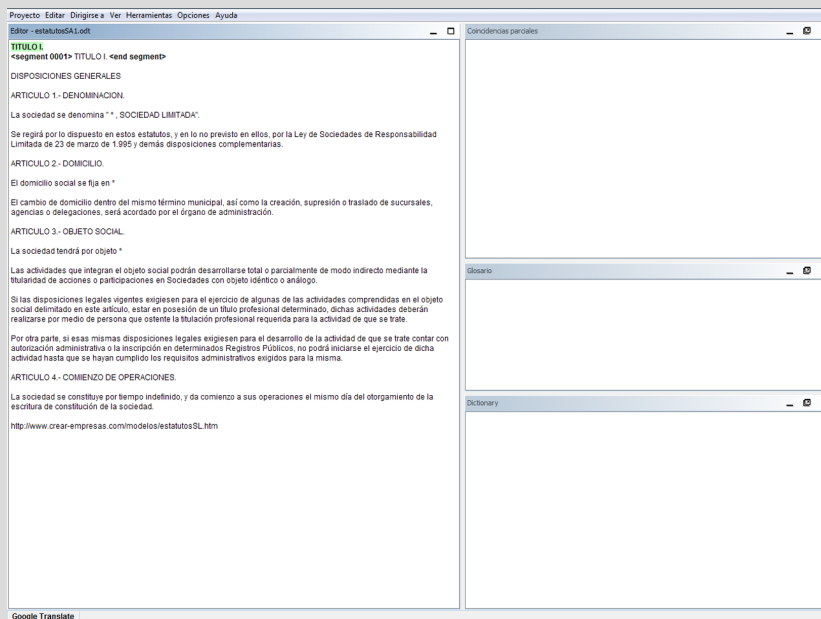 Proyecto Editar Dirigirse a Ver Herramientas Opciones Ayuda
Editor - estatutosSA1.odt
TITULO I.
<segment 0001> TITULO I. <end segment>
DISPOSICIONES GENERALES
ARTICULO 1.- DENOMINACION.
La sociedad se denomina " * , SOCIEDAD LIMITADA".
Se regirá por lo dispuesto en estos estatutos, y en lo no previsto en ellos, por la Ley de Sociedades de Responsabilidad
Limitada de 23 de marzo de 1.995 y demás disposiciones complementarias.
ARTICULO 2.- DOMICILIO.
El domicilio social se fija en *
El cambio de domicilio dentro del mismo término municipal, así como la creación, supresión o traslado de sucursales,
agencias o delegaciones, será acordado por el órgano de administración.
ARTICULO 3.- OBJETO SOCIAL.
La sociedad tendrá por objeto *
Las actividades que integran el objeto social podrán desarrollarse total o parcialmente de modo indirecto mediante la
titularidad de acciones o participaciones en Sociedades con objeto idéntico o análogo.
Si las disposiciones legales vigentes exigiesen para el ejercicio de algunas de las actividades comprendidas en el objeto
social delimitado en este artículo, estar en posesión de un título profesional determinado, dichas actividades deberán
realizarse por medio de persona que ostente la titulación profesional requerida para la actividad de que se trate.
Por otra parte, si esas mismas disposiciones legales exigiesen para el desarrollo de la actividad de que se trate contar con
autorización administrativa o la inscripción en determinados Registros Públicos, no podrá iniciarse el ejercicio de dicha
actividad hasta que se hayan cumplido los requisitos administrativos exigidos para la misma.
ARTICULO 4.- COMIENZO DE OPERACIONES.
La sociedad se constituye por tiempo indefinido, y da comienzo a sus operaciones el mismo día del otorgamiento de la
escritura de constitución de la sociedad.
http://www.crear-empresas.com/modelos/estatutosSL.htm
Coincidencias parciales
Glosario
Dictionary
Google Translate